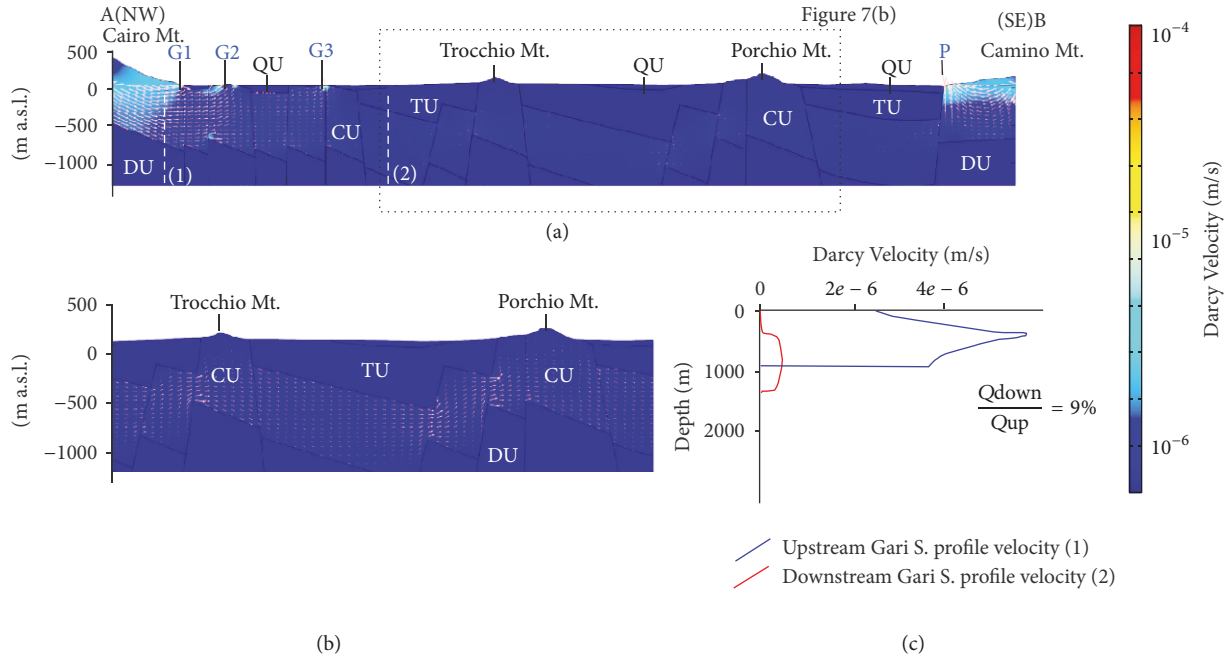 A(NW)
Cairo Mt.
Figure 7(b)
(SE)B
Camino Mt.
500
0
−500
−1000
(m a.s.l.)
G1
G2
QU
G3
Trocchio Mt.
QU
Porchio Mt.
QU
P
TU
CU
CU
TU
DU
DU
(1)
(2)
(a)
10−4
10−5
10−6
Darcy Velocity (m/s)
500
0
−500
−1000
(m a.s.l.)
Trocchio Mt.
Porchio Mt.
CU
TU
CU
DU
(b)
Darcy Velocity (m/s)
0
2e − 6
4e − 6
0
1000
2000
Depth (m)
Qdown
Qup
= 9%
Upstream Gari S. profile velocity (1)
Downstream Gari S. profile velocity (2)
(c)